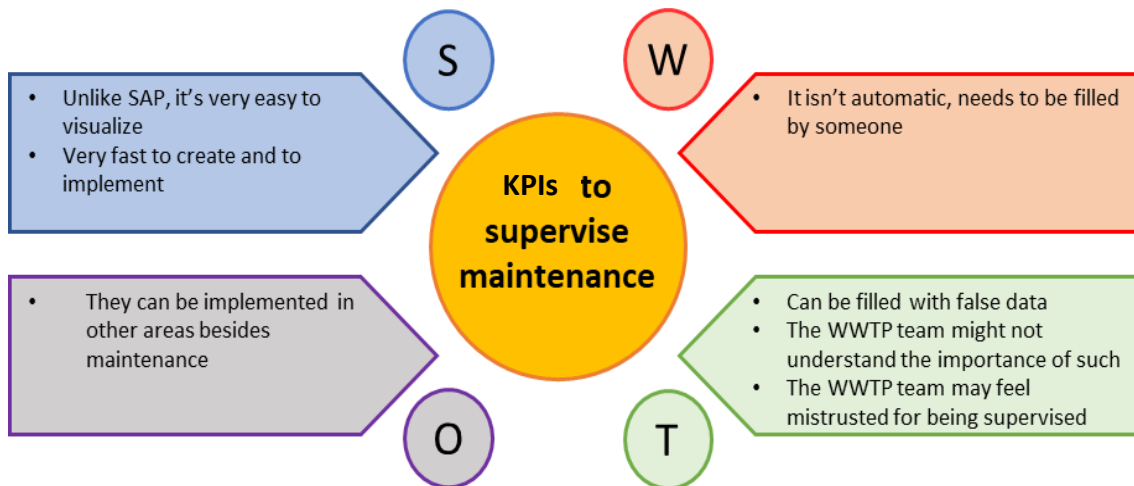 S
W
• Unlike SAP, it's very easy to
visualize
• Very fast to create and to
implement
• It isn't automatic, needs to be filled
by someone
KPIs to
supervise
maintenance
• They can be implemented in
other areas besides
maintenance
• Can be filled with false data
• The WWTP team might not
understand the importance of such
• The WWTP team may feel
mistrusted for being supervised
O
T